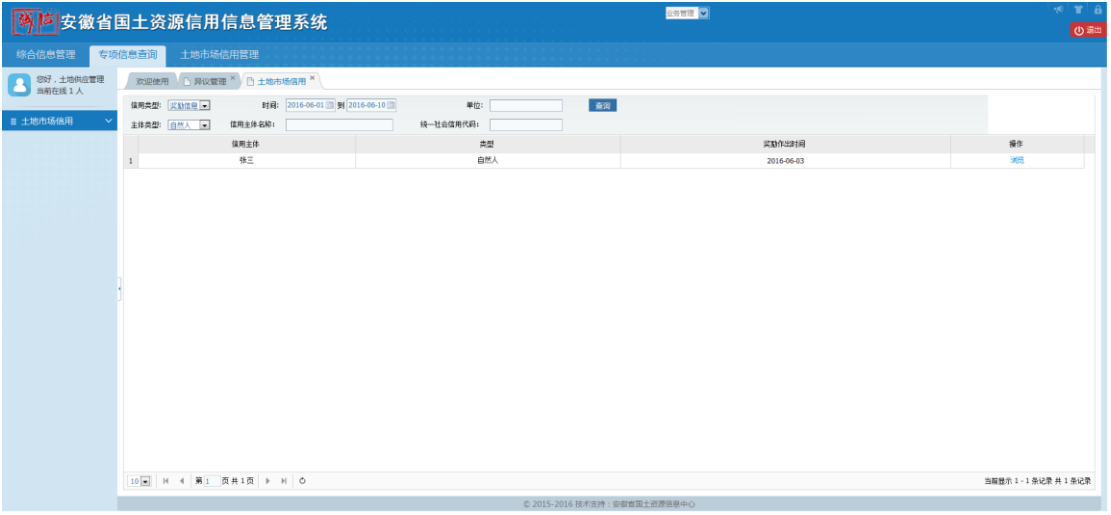 诚信 安徽省国土资源信用信息管理系统
业务管理
退出
综合信息管理 专项信息查询 土地市场信用管理
您好，土地供应管理
当前在线 1 人
欢迎使用 异议管理 × 土地市场信用 ×
土地市场信用
信用类型: 奖励信息 时间: 2016-06-01 到 2016-06-10 单位: 查询
主体类型: 自然人 信用主体名称: 统一社会信用代码:
信用主体 类型 奖励作出时间 操作
1 张三 自然人 2016-06-03 浏览
10 第 1 页 共 1 页
当前显示 1 - 1 条记录 共 1 条记录
© 2015-2016 技术支持：安徽省国土资源信息中心